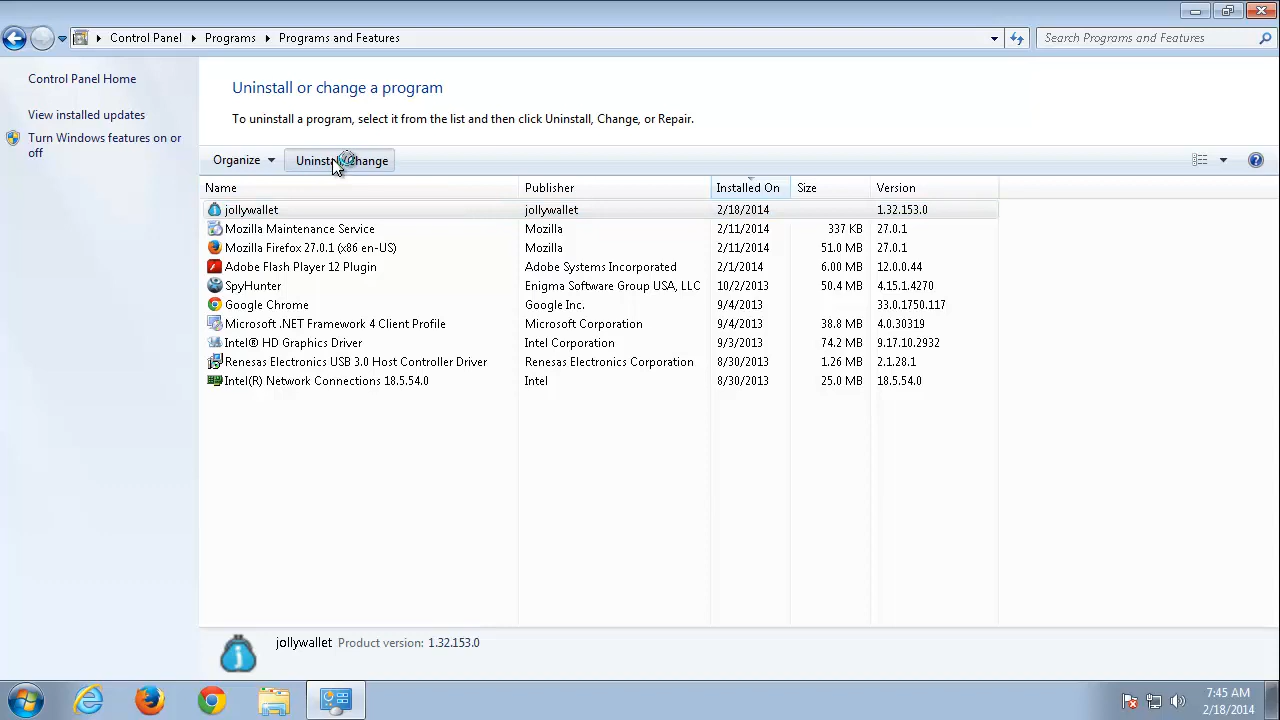 Control Panel Programs Programs and Features Search Programs and Features
Control Panel Home
View installed updates
Turn Windows features on or off
Uninstall or change a program
To uninstall a program, select it from the list and then click Uninstall, Change, or Repair.
Organize Uninstall/Change
Name Publisher Installed On Size Version
jollywallet jollywallet 2/18/2014 1.32.153.0
Mozilla Maintenance Service Mozilla 2/11/2014 337 KB 27.0.1
Mozilla Firefox 27.0.1 (x86 en-US) Mozilla 2/11/2014 51.0 MB 27.0.1
Adobe Flash Player 12 Plugin Adobe Systems Incorporated 2/1/2014 6.00 MB 12.0.0.44
SpyHunter Enigma Software Group USA, LLC 10/2/2013 50.4 MB 4.15.1.4270
Google Chrome Google Inc. 9/4/2013 33.0.1750.117
Microsoft .NET Framework 4 Client Profile Microsoft Corporation 9/4/2013 38.8 MB 4.0.30319
Intel® HD Graphics Driver Intel Corporation 9/3/2013 74.2 MB 9.17.10.2932
Renesas Electronics USB 3.0 Host Controller Driver Renesas Electronics Corporation 8/30/2013 1.26 MB 2.1.28.1
Intel(R) Network Connections 18.5.54.0 Intel 8/30/2013 25.0 MB 18.5.54.0
jollywallet Product version: 1.32.153.0
7:45 AM
2/18/2014